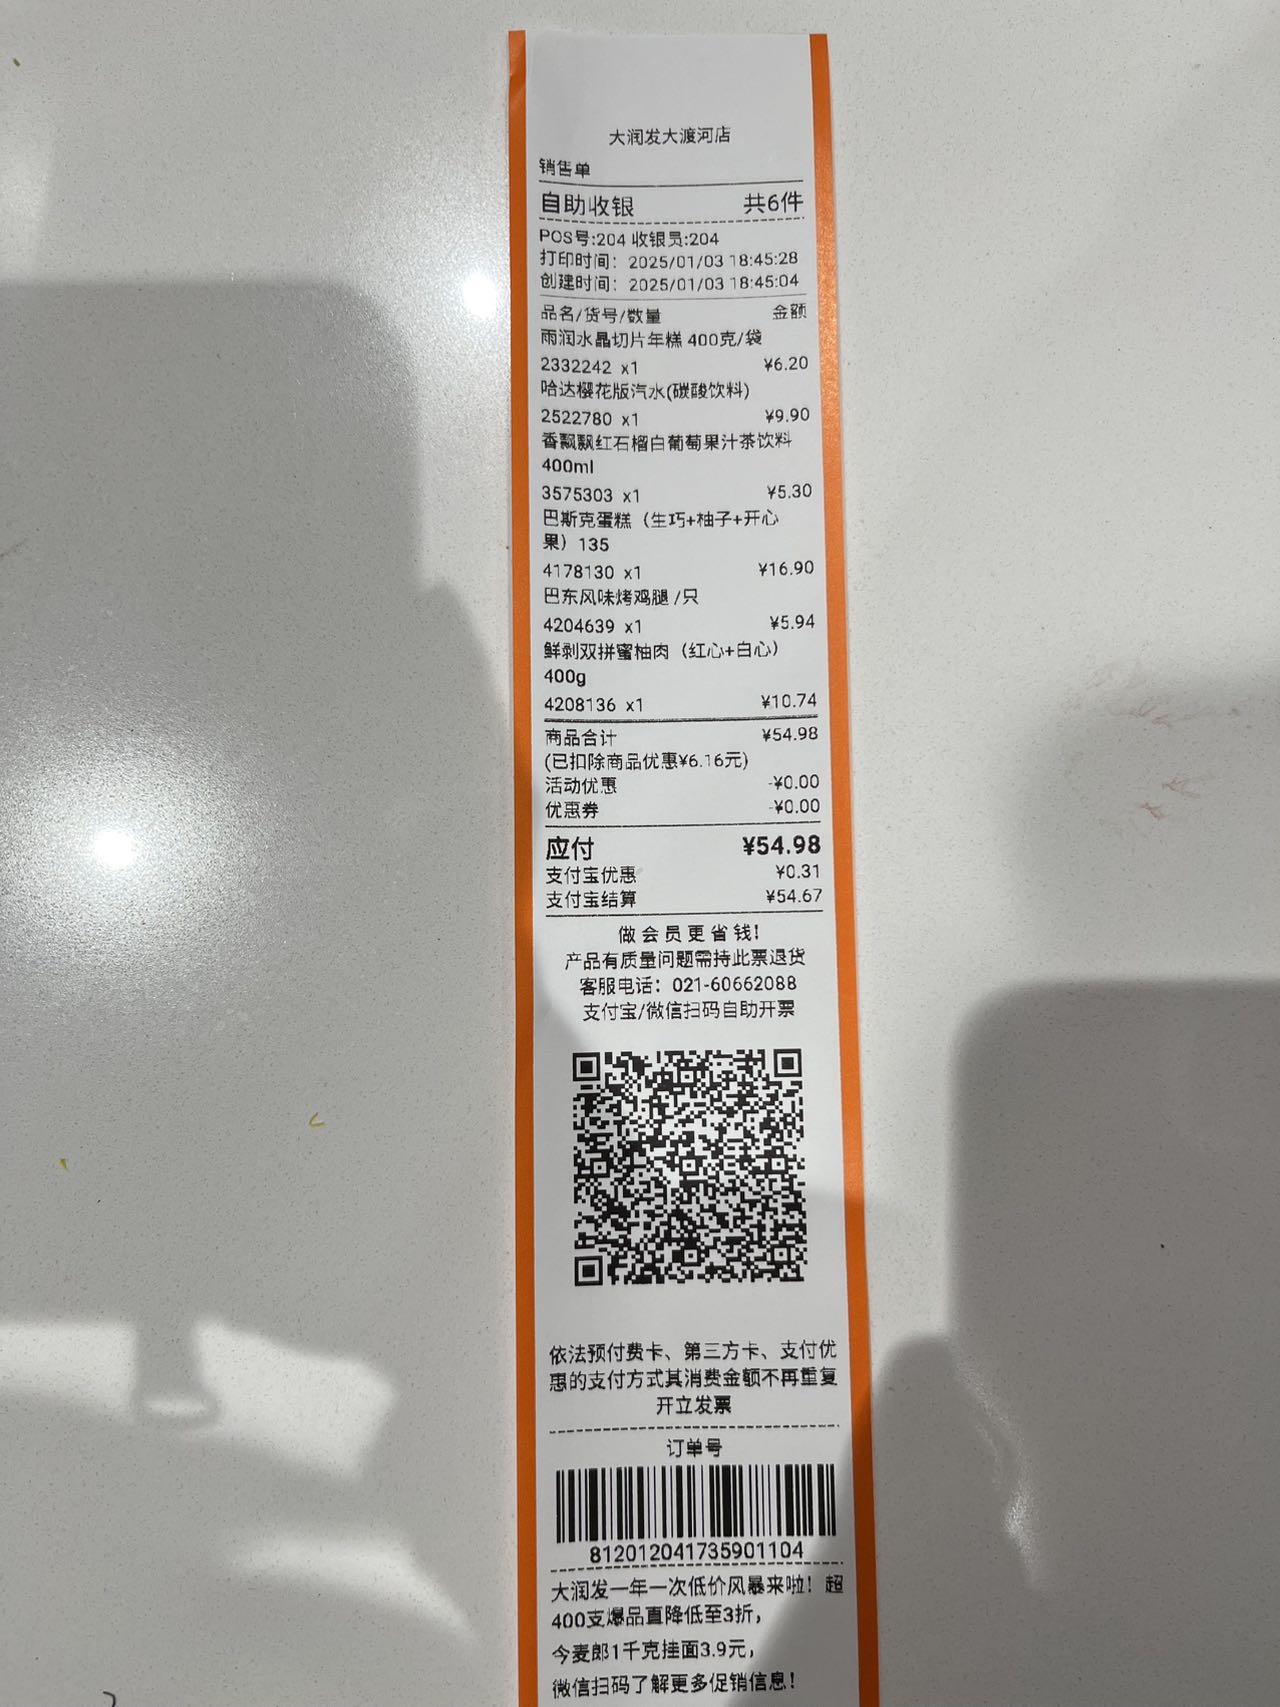 大润发大渡河店
销售单
自助收银 共6件
POS号:204 收银员:204
打印时间： 2025/01/03 18:45:28
创建时间： 2025/01/03 18:45:04
品名/货号/数量 金额
雨润水晶切片年糕 400克/袋
2332242 x1 ¥6.20
哈达樱花版汽水(碳酸饮料)
2522780 x1 ¥9.90
香飘飘红石榴白葡萄果汁茶饮料
400ml
3575303 x1 ¥5.30
巴斯克蛋糕（生巧+柚子+开心
果）135
4178130 x1 ¥16.90
巴东风味烤鸡腿 /只
4204639 x1 ¥5.94
鲜剥双拼蜜柚肉（红心+白心）
400g
4208136 x1 ¥10.74
商品合计 ¥54.98
(已扣除商品优惠¥6.16元)
活动优惠 -¥0.00
优惠券 -¥0.00
应付 ¥54.98
支付宝优惠 ¥0.31
支付宝结算 ¥54.67
做会员更省钱!
产品有质量问题需持此票退货
客服电话：021-60662088
支付宝/微信扫码自助开票
依法预付费卡、第三方卡、支付优
惠的支付方式其消费金额不再重复
开立发票
订单号
812012041735901104
大润发一年一次低价风暴来啦！超
400支爆品直降低至3折，
今麦郎1千克挂面3.9元，
微信扫码了解更多促销信息！